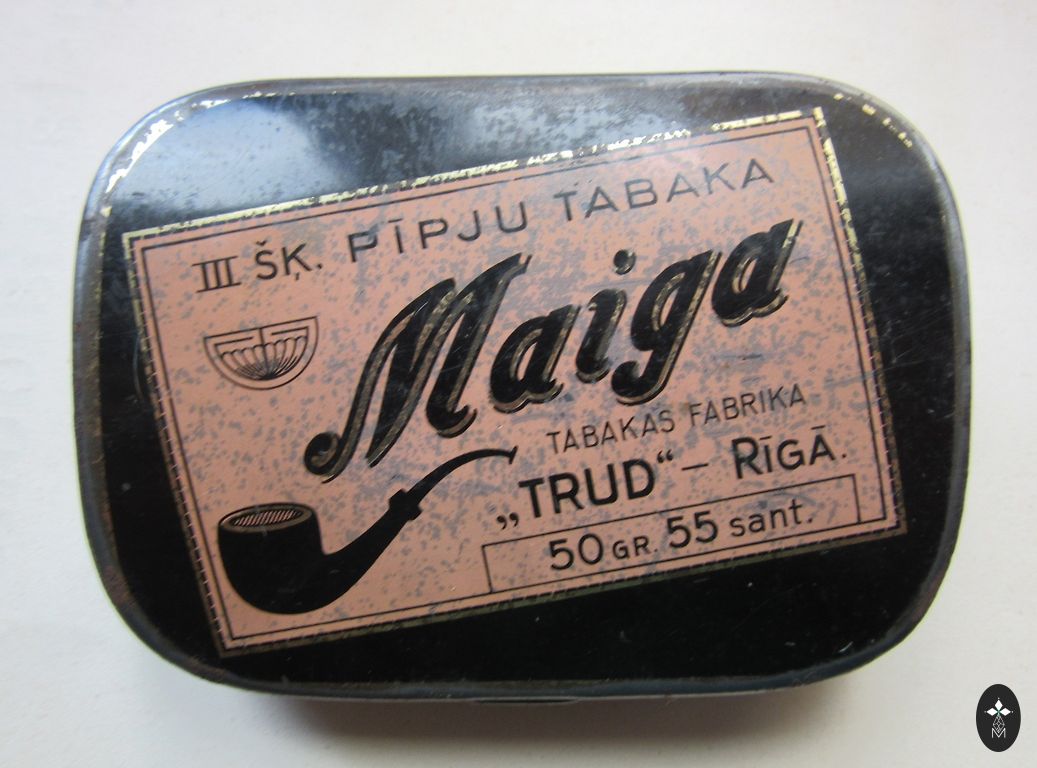 III ŠĶ. PĪPJU TABAKA
Maiga
TABAKAS FABRIKA
„TRUD“ – RĪGĀ.
50 GR. 55 sant.
M